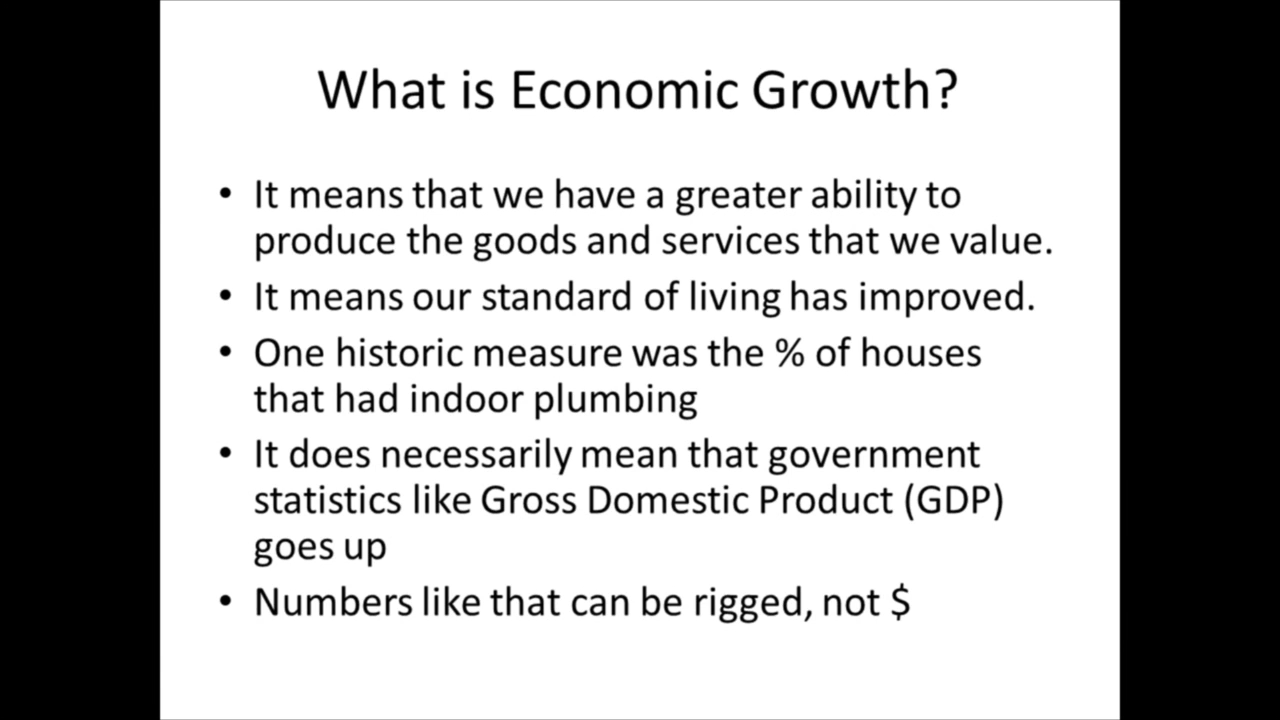 What is Economic Growth?
• It means that we have a greater ability to
produce the goods and services that we value.
• It means our standard of living has improved.
• One historic measure was the % of houses
that had indoor plumbing
• It does necessarily mean that government
statistics like Gross Domestic Product (GDP)
goes up
• Numbers like that can be rigged, not $